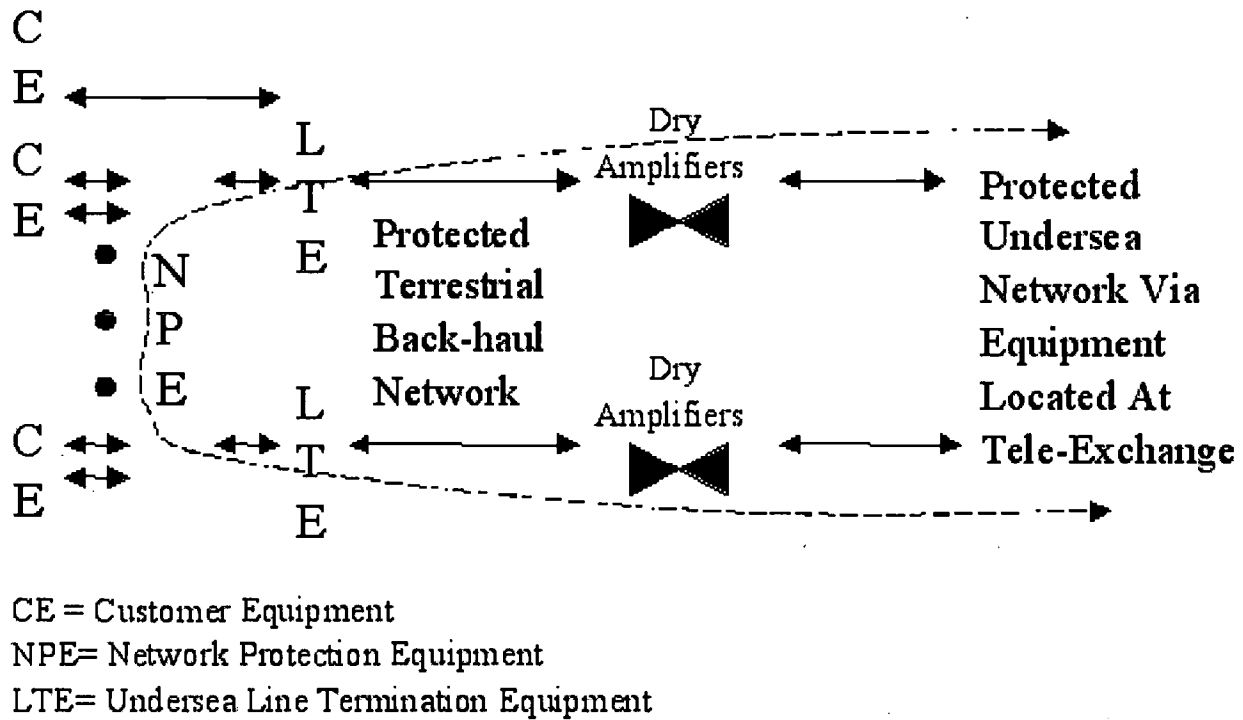 C
E
C
E
N
P
E
C
E
L
T
E
L
T
E
Protected
Terrestrial
Back-haul
Network
Dry
Amplifiers
Dry
Amplifiers
Protected
Undersea
Network Via
Equipment
Located At
Tele-Exchange
CE = Customer Equipment
NPE= Network Protection Equipment
LTE= Undersea Line Termination Equipment